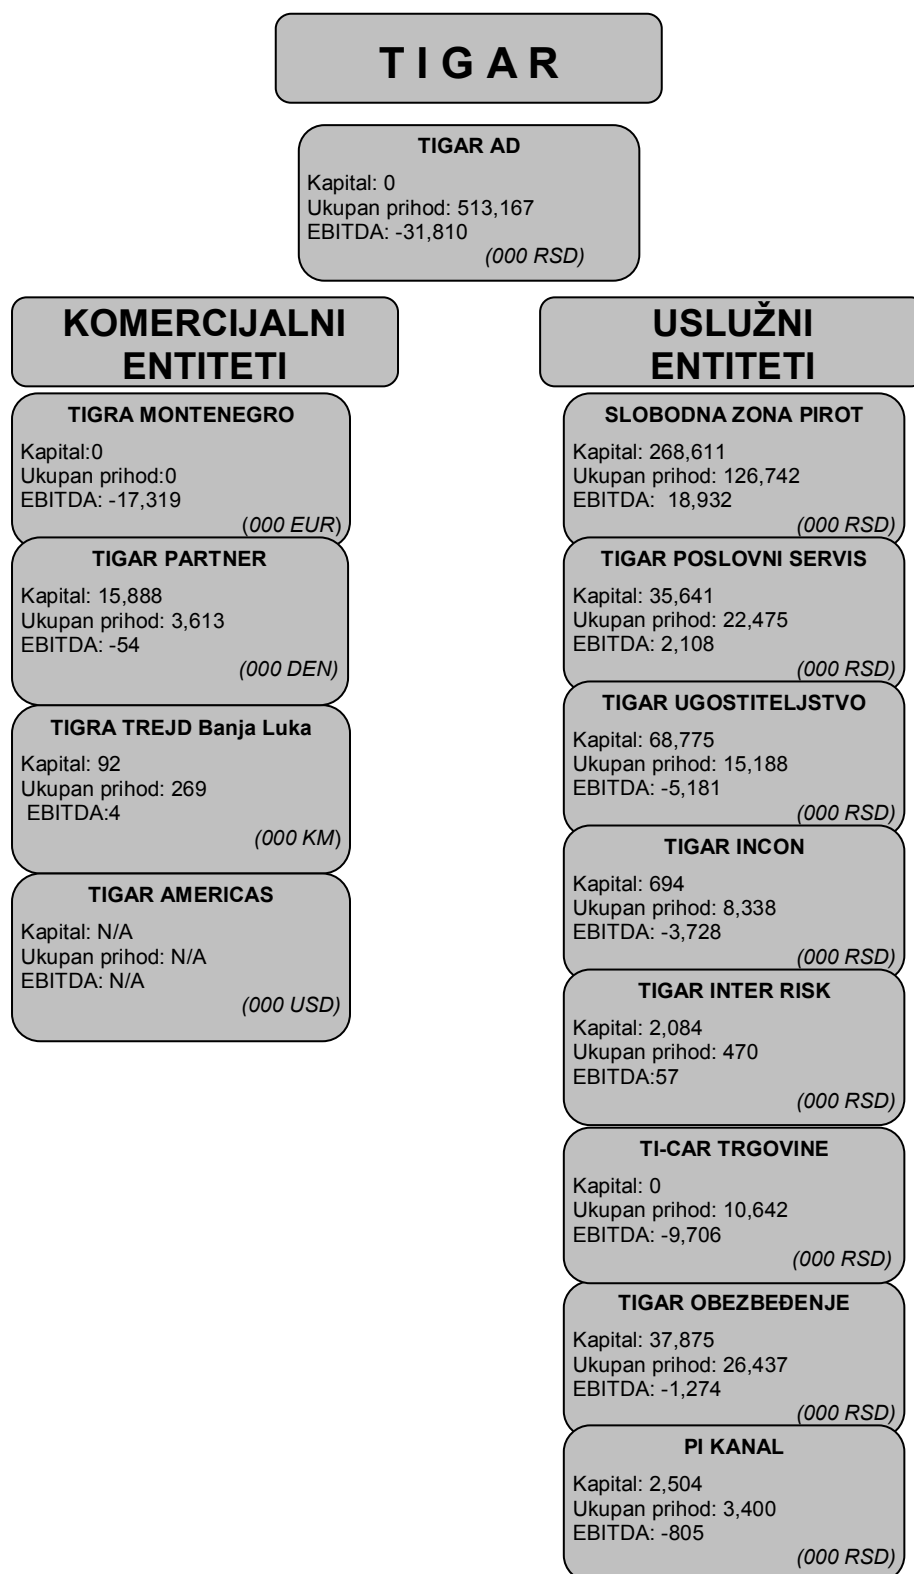 T I G A R
TIGAR AD
Kapital: 0
Ukupan prihod: 513,167
EBITDA: -31,810
(000 RSD)
KOMERCIJALNI
ENTITETI
TIGRA MONTENEGRO
Kapital:0
Ukupan prihod:0
EBITDA: -17,319
(000 EUR)
TIGAR PARTNER
Kapital: 15,888
Ukupan prihod: 3,613
EBITDA: -54
(000 DEN)
TIGRA TREJD Banja Luka
Kapital: 92
Ukupan prihod: 269
EBITDA:4
(000 KM)
TIGAR AMERICAS
Kapital: N/A
Ukupan prihod: N/A
EBITDA: N/A
(000 USD)
USLUŽNI
ENTITETI
SLOBODNA ZONA PIROT
Kapital: 268,611
Ukupan prihod: 126,742
EBITDA:  18,932
(000 RSD)
TIGAR POSLOVNI SERVIS
Kapital: 35,641
Ukupan prihod: 22,475
EBITDA: 2,108
(000 RSD)
TIGAR UGOSTITELJSTVO
Kapital: 68,775
Ukupan prihod: 15,188
EBITDA: -5,181
(000 RSD)
TIGAR INCON
Kapital: 694
Ukupan prihod: 8,338
EBITDA: -3,728
(000 RSD)
TIGAR INTER RISK
Kapital: 2,084
Ukupan prihod: 470
EBITDA:57
(000 RSD)
TI-CAR TRGOVINE
Kapital: 0
Ukupan prihod: 10,642
EBITDA: -9,706
(000 RSD)
TIGAR OBEZBEĐENJE
Kapital: 37,875
Ukupan prihod: 26,437
EBITDA: -1,274
(000 RSD)
PI KANAL
Kapital: 2,504
Ukupan prihod: 3,400
EBITDA: -805
(000 RSD)